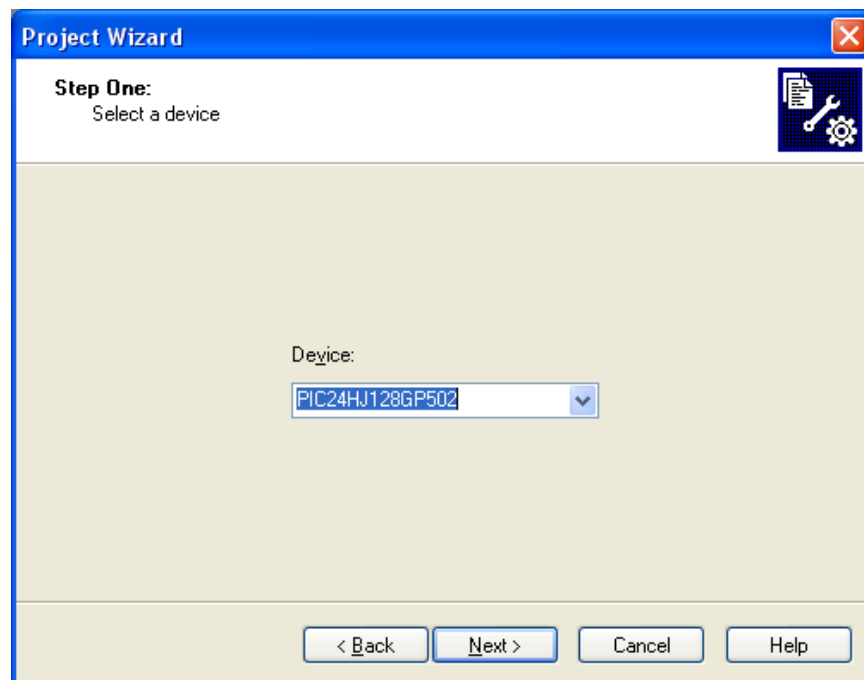 Project Wizard
Step One:
Select a device
Device:
PIC24HJ128GP502
< Back Next > Cancel Help